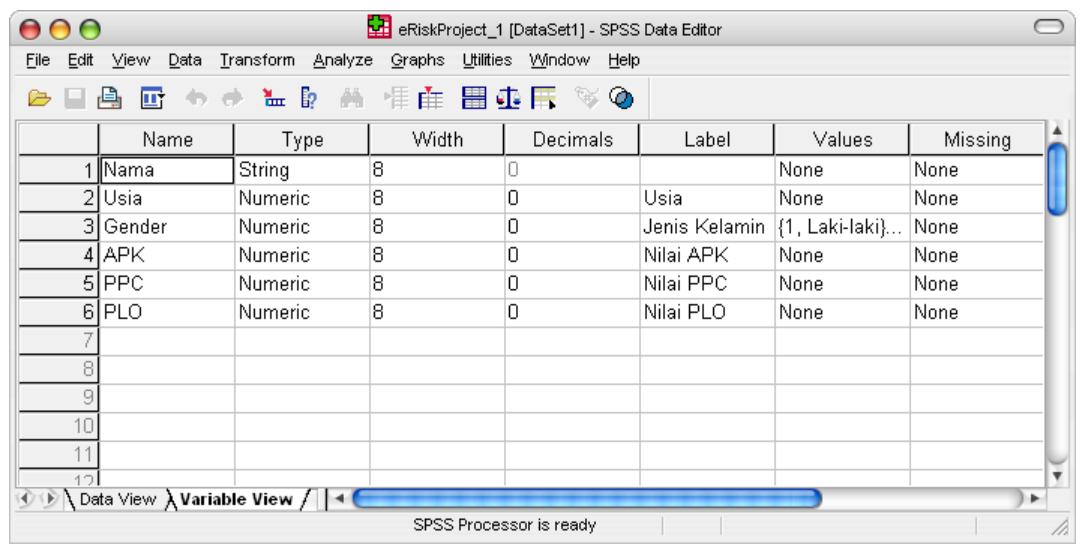 eRiskProject_1 [DataSet1] - SPSS Data Editor
File Edit View Data Transform Analyze Graphs Utilities Window Help
Name Type Width Decimals Label Values Missing
1 Nama String 8 0 None None
2 Usia Numeric 8 0 Usia None None
3 Gender Numeric 8 0 Jenis Kelamin {1, Laki-laki}... None
4 APK Numeric 8 0 Nilai APK None None
5 PPC Numeric 8 0 Nilai PPC None None
6 PLO Numeric 8 0 Nilai PLO None None
7
8
9
10
11
12
Data View Variable View
SPSS Processor is ready